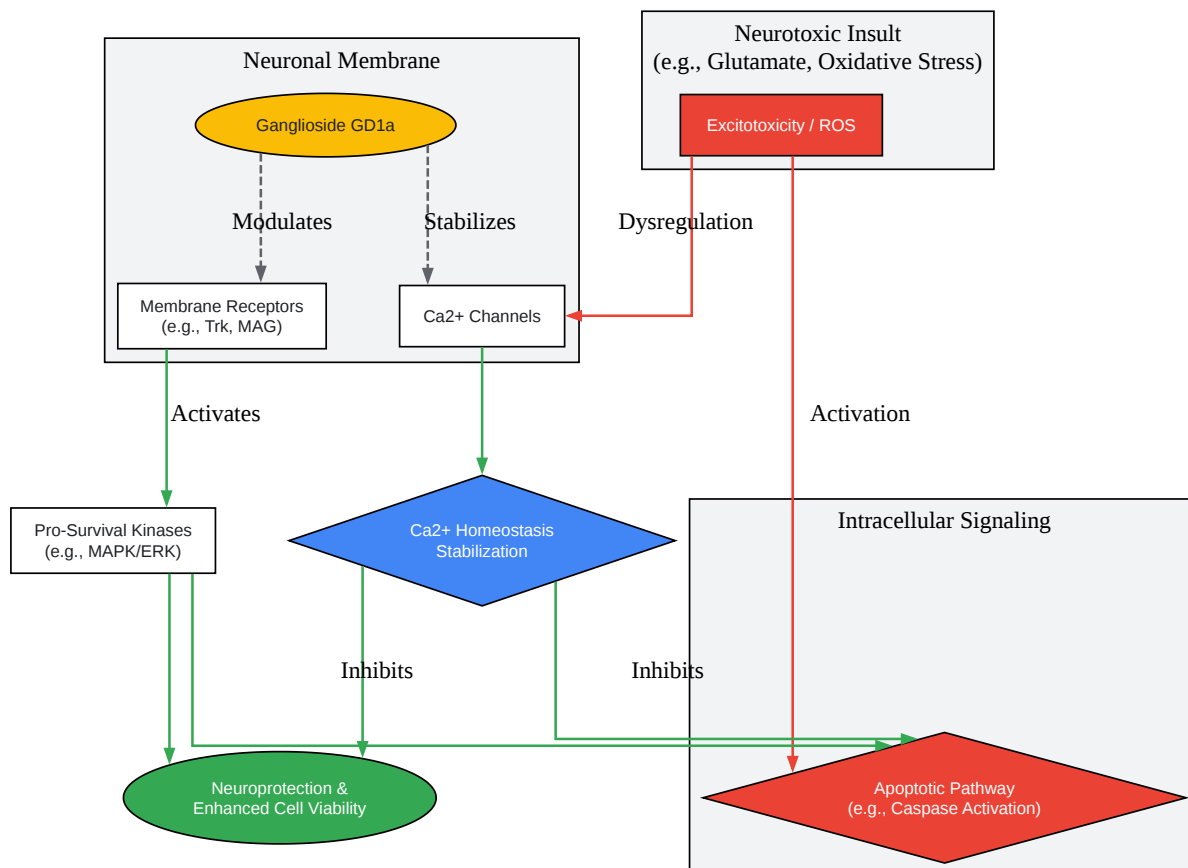 Neuronal Membrane
Neurotoxic Insult
(e.g., Glutamate, Oxidative Stress)
Ganglioside GD1a
Excitotoxicity / ROS
Modulates
Stabilizes
Dysregulation
Membrane Receptors
(e.g., Trk, MAG)
Ca2+ Channels
Activates
Activation
Pro-Survival Kinases
(e.g., MAPK/ERK)
Ca2+ Homeostasis
Stabilization
Intracellular Signaling
Inhibits
Inhibits
Neuroprotection &
Enhanced Cell Viability
Apoptotic Pathway
(e.g., Caspase Activation)